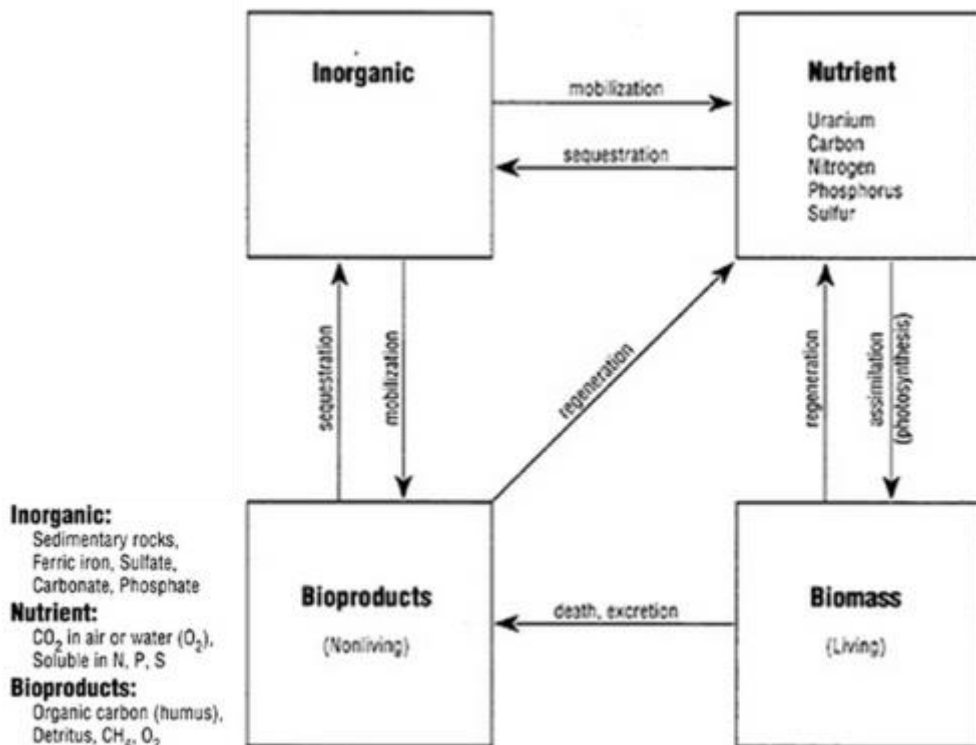 Inorganic
mobilization
sequestration
Nutrient
Uranium
Carbon
Nitrogen
Phosphorus
Sulfur
sequestration
mobilization
regeneration
regeneration
assimilation
(photosynthesis)
Inorganic:
Sedimentary rocks,
Ferric iron, Sulfate,
Carbonate, Phosphate
Nutrient:
CO₂ in air or water (O₂),
Soluble in N, P, S
Bioproducts:
Organic carbon (humus),
Detritus, CH₄, O₂
Bioproducts
(Nonliving)
death, excretion
Biomass
(Living)